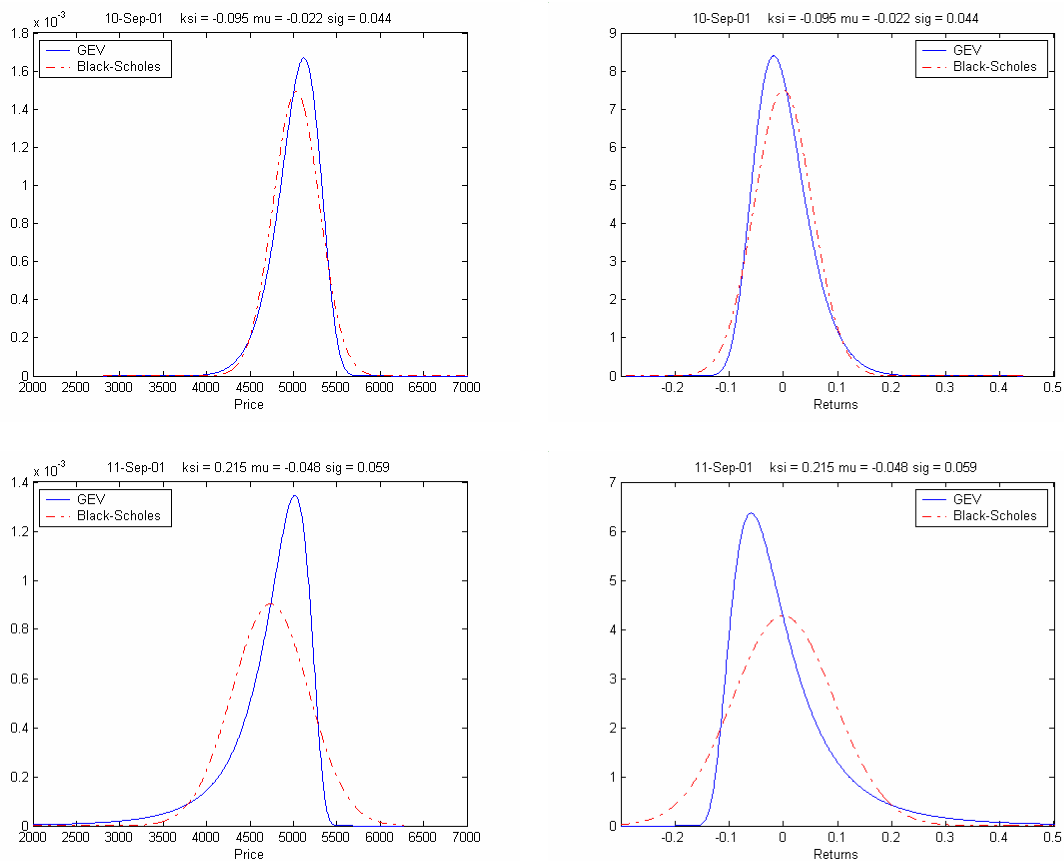 x 10⁻³
10-Sep-01 ksi = -0.095 mu = -0.022 sig = 0.044
GEV
Black-Scholes
1.8
1.6
1.4
1.2
1
0.8
0.6
0.4
0.2
0
2000 2500 3000 3500 4000 4500 5000 5500 6000 6500 7000
Price
10-Sep-01 ksi = -0.095 mu = -0.022 sig = 0.044
GEV
Black-Scholes
9
8
7
6
5
4
3
2
1
0
-0.2 -0.1 0 0.1 0.2 0.3 0.4 0.5
Returns
x 10⁻³
11-Sep-01 ksi = 0.215 mu = -0.048 sig = 0.059
GEV
Black-Scholes
1.4
1.2
1
0.8
0.6
0.4
0.2
0
2000 2500 3000 3500 4000 4500 5000 5500 6000 6500 7000
Price
11-Sep-01 ksi = 0.215 mu = -0.048 sig = 0.059
GEV
Black-Scholes
7
6
5
4
3
2
1
0
-0.2 -0.1 0 0.1 0.2 0.3 0.4 0.5
Returns